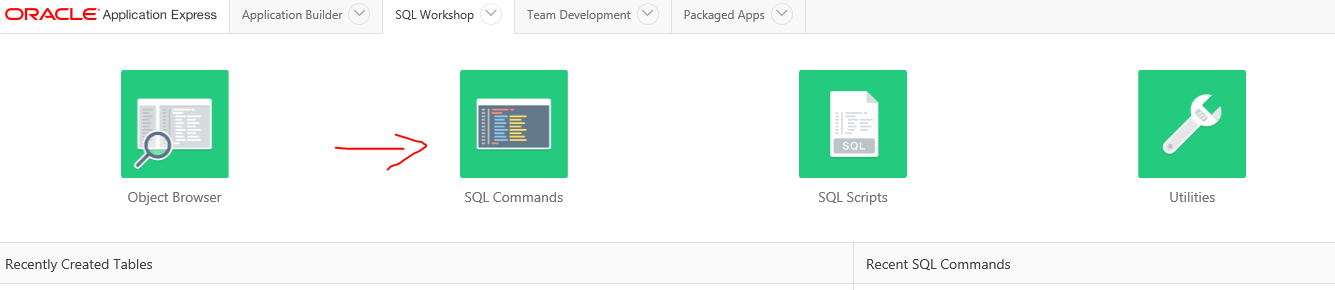 ORACLE Application Express Application Builder SQL Workshop Team Development Packaged Apps
SQL
Object Browser SQL Commands SQL Scripts Utilities
Recently Created Tables Recent SQL Commands